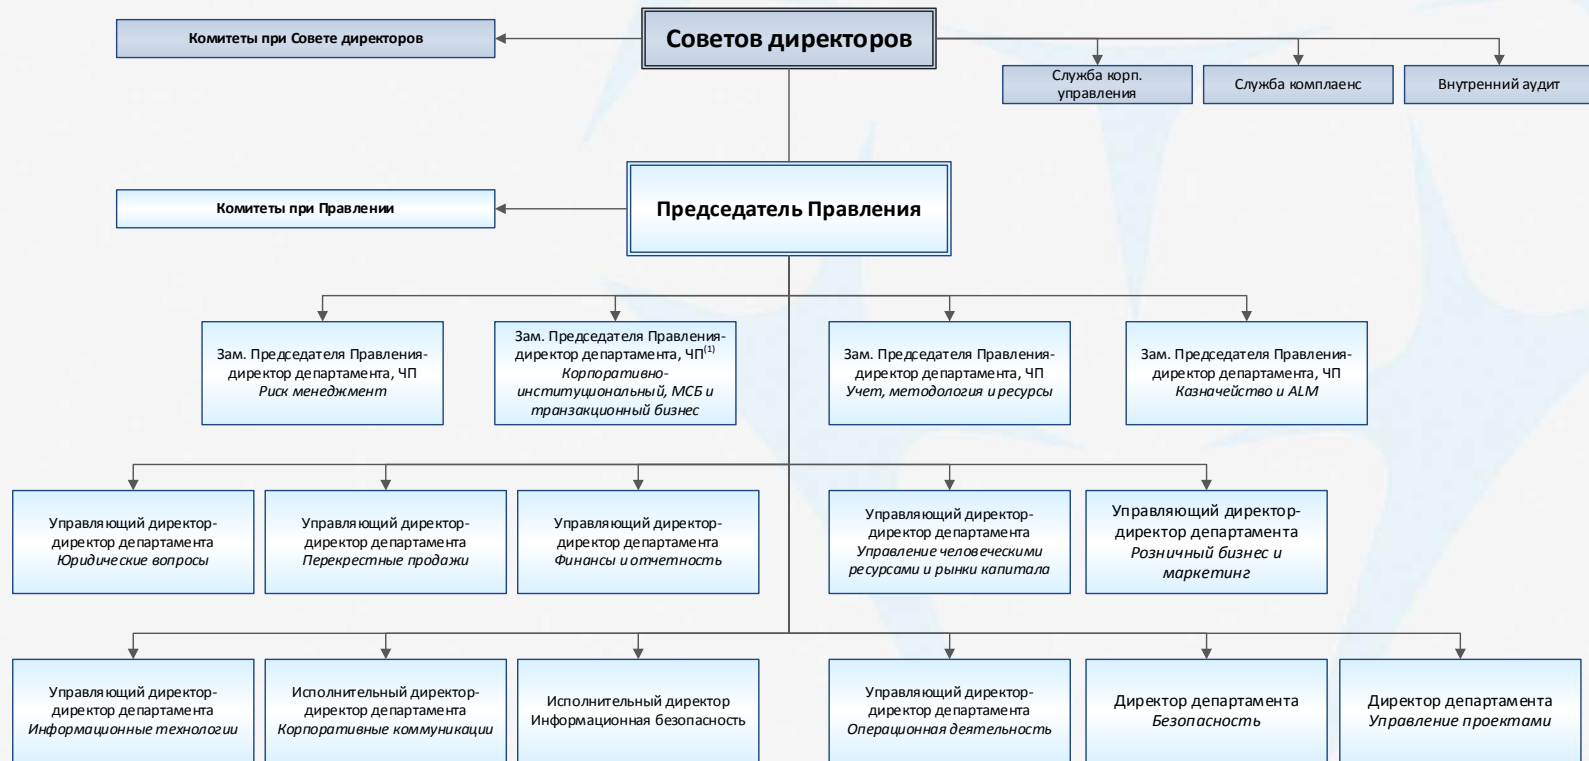 Комитеты при Совете директоров
Советов директоров
Служба корп.
управления
Служба комплаенс
Внутренний аудит
Комитеты при Правлении
Председатель Правления
Зам. Председателя Правления-
директор департамента, ЧП
Риск менеджмент
Зам. Председателя Правления-
директор департамента, ЧП(1)
Корпоративно-
институциональный, МСБ и
транзакционный бизнес
Зам. Председателя Правления-
директор департамента, ЧП
Учет, методология и ресурсы
Зам. Председателя Правления-
директор департамента, ЧП
Казначейство и ALM
Управляющий директор-
директор департамента
Юридические вопросы
Управляющий директор-
директор департамента
Перекрестные продажи
Управляющий директор-
директор департамента
Финансы и отчетность
Управляющий директор-
директор департамента
Управление человеческими
ресурсами и рынки капитала
Управляющий директор-
директор департамента
Розничный бизнес и
маркетинг
Управляющий директор-
директор департамента
Информационные технологии
Исполнительный директор-
директор департамента
Корпоративные коммуникации
Исполнительный директор
Информационная безопасность
Управляющий директор-
директор департамента
Операционная деятельность
Директор департамента
Безопасность
Директор департамента
Управление проектами